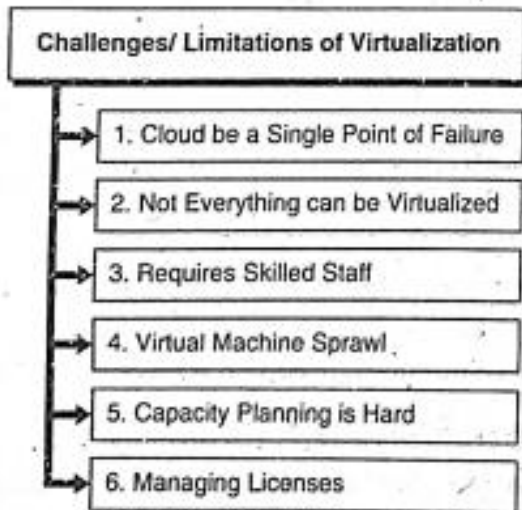 Challenges/ Limitations of Virtualization
1. Cloud be a Single Point of Failure
2. Not Everything can be Virtualized
3. Requires Skilled Staff
4. Virtual Machine Sprawl
5. Capacity Planning is Hard
6. Managing Licenses